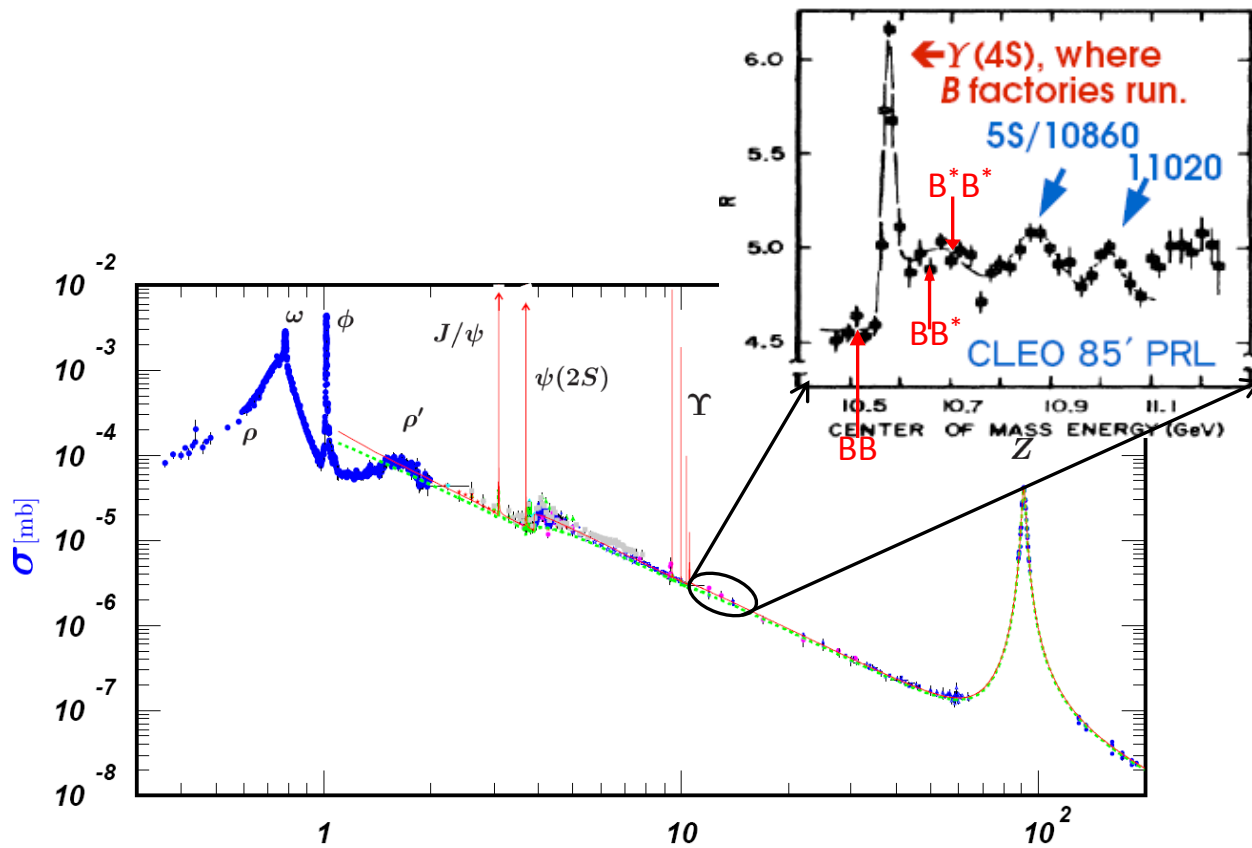 6.0
5.5
5.0
4.5
R
←ϒ(4S), where
B factories run.
5S/10860
11020
B*B*
BB*
BB
CLEO 85′ PRL
10.5 10.7 10.9 11.1
CENTER OF MASS ENERGY (GeV)
10^-2
10^-3
10^-4
10^-5
10^-6
10^-7
10^-8
σ[mb]
ω
ϕ
ρ
ρ′
J/ψ
ψ(2S)
ϒ
Z
1
10
10^2